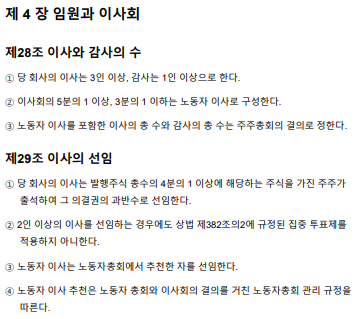 제 4 장 임원과 이사회
제28조 이사와 감사의 수
① 당 회사의 이사는 3인 이상, 감사는 1인 이상으로 한다.
② 이사회의 5분의 1 이상, 3분의 1 이하는 노동자 이사로 구성한다.
③ 노동자 이사를 포함한 이사의 총 수와 감사의 총 수는 주주총회의 결의로 정한다.
제29조 이사의 선임
① 당 회사의 이사는 발행주식 총수의 4분의 1 이상에 해당하는 주식을 가진 주주가
출석하여 그 의결권의 과반수로 선임한다.
② 2인 이상의 이사를 선임하는 경우에도 상법 제382조의2에 규정된 집중 투표제를
적용하지 아니한다.
③ 노동자 이사는 노동자총회에서 추천한 자를 선임한다.
④ 노동자 이사 추천은 노동자 총회와 이사회의 결의를 거친 노동자총회 관리 규정을
따른다.